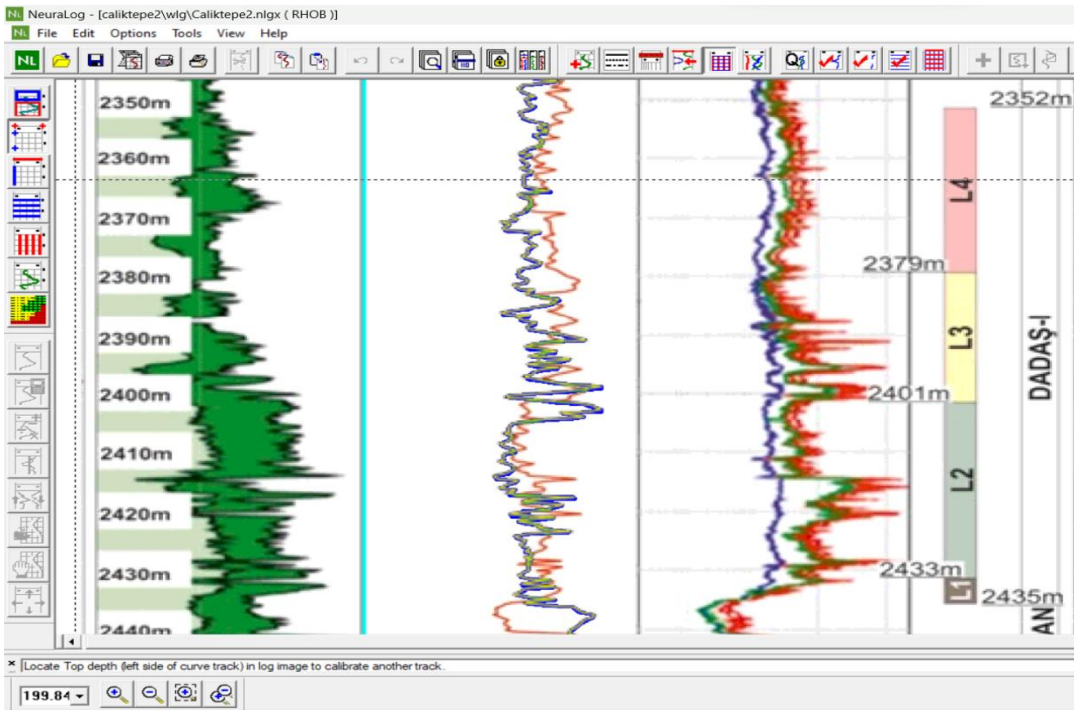 NeuraLog - [caliktepe2\wlg\Caliktepe2.nlgx ( RHOB )]
File Edit Options Tools View Help
2350m
2352m
2360m
L4
2370m
2379m
2380m
2390m
L3
DADAŞ-I
2400m
2401m
2410m
L2
2420m
2430m
2433m
L1
2435m
2440m
AN
Locate Top depth (left side of curve track) in log image to calibrate another track.
199.84